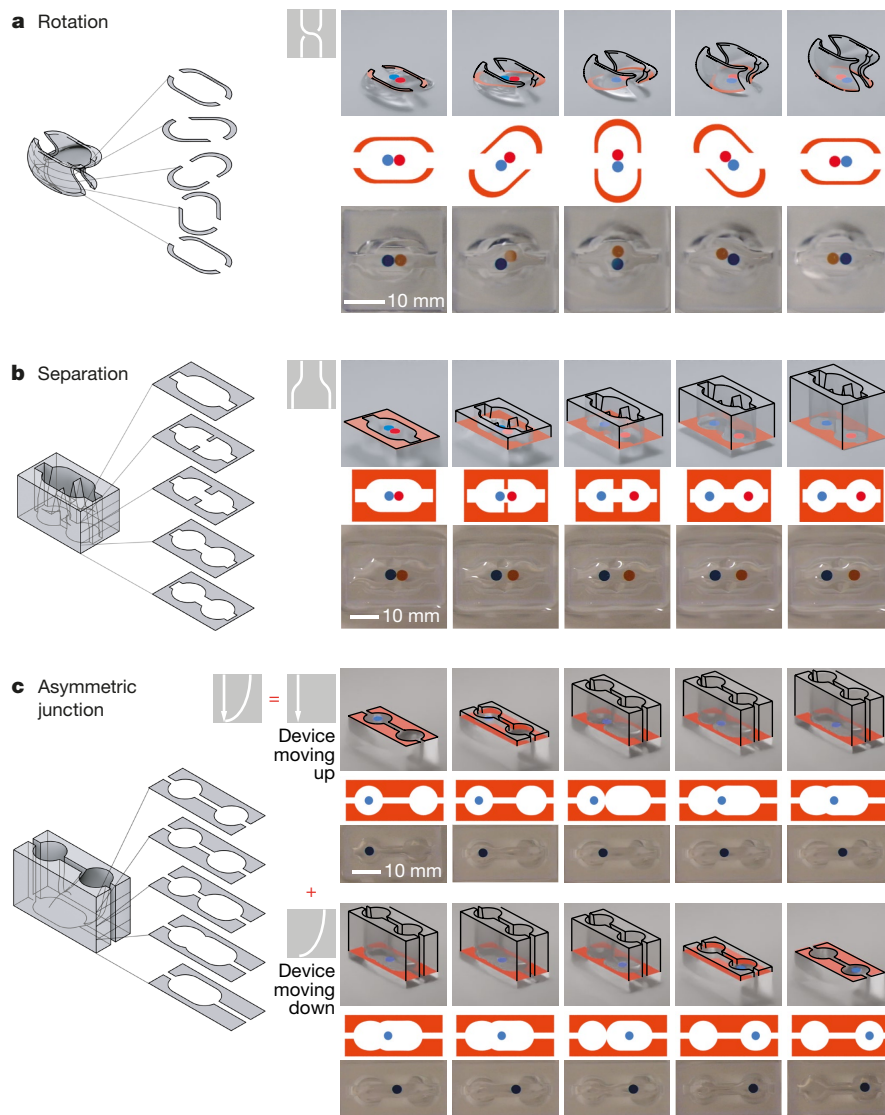 a Rotation
10 mm
b Separation
10 mm
c Asymmetric
junction
=
Device
moving
up
10 mm
+
Device
moving
down